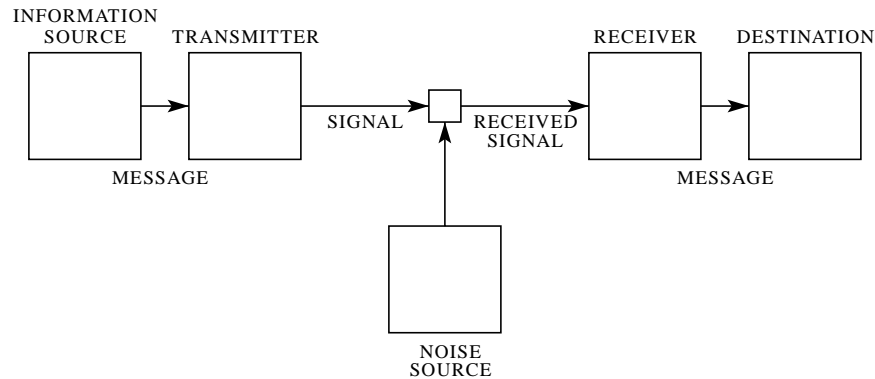 INFORMATION
SOURCE
TRANSMITTER
RECEIVER
DESTINATION
SIGNAL
RECEIVED
SIGNAL
MESSAGE
MESSAGE
NOISE
SOURCE